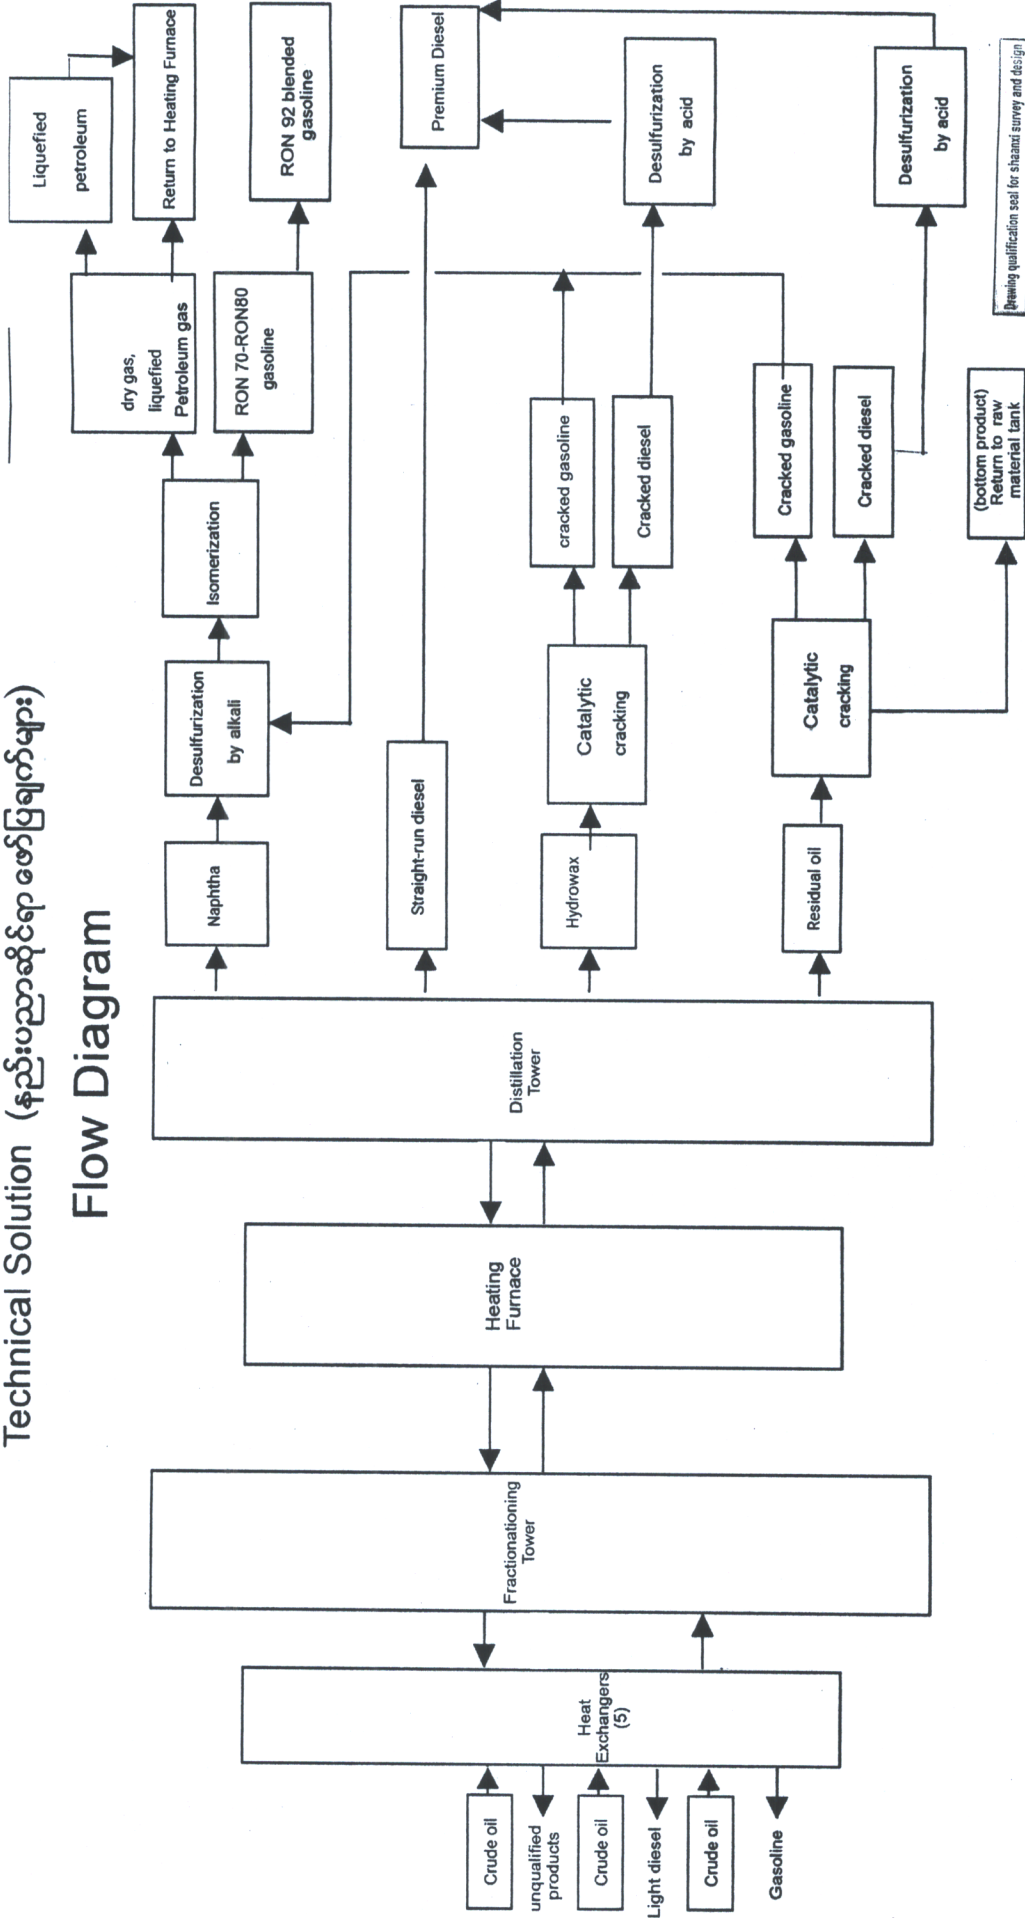 Technical Solution (နည်းပညာဆိုင်ရာ ဖော်ပြချက်များ)
Flow Diagram
Crude oil
unqualified
products
Crude oil
Light diesel
Crude oil
Gasoline
Heat
Exchangers
(5)
Fractionationing
Tower
Heating
Furnace
Distillation
Tower
Naphtha
Desulfurization
by alkali
Isomerization
dry gas,
liquefied
Petroleum gas
Liquefied
petroleum
Return to Heating Furnace
RON 70-RON80
gasoline
RON 92 blended
gasoline
Straight-run diesel
Premium Diesel
Hydrowax
Catalytic
cracking
cracked gasoline
Cracked diesel
Desulfurization
by acid
Residual oil
Catalytic
cracking
Cracked gasoline
Cracked diesel
Desulfurization
by acid
(bottom product)
Return to raw
material tank
Drawing qualification seal for shaanxi survey and design